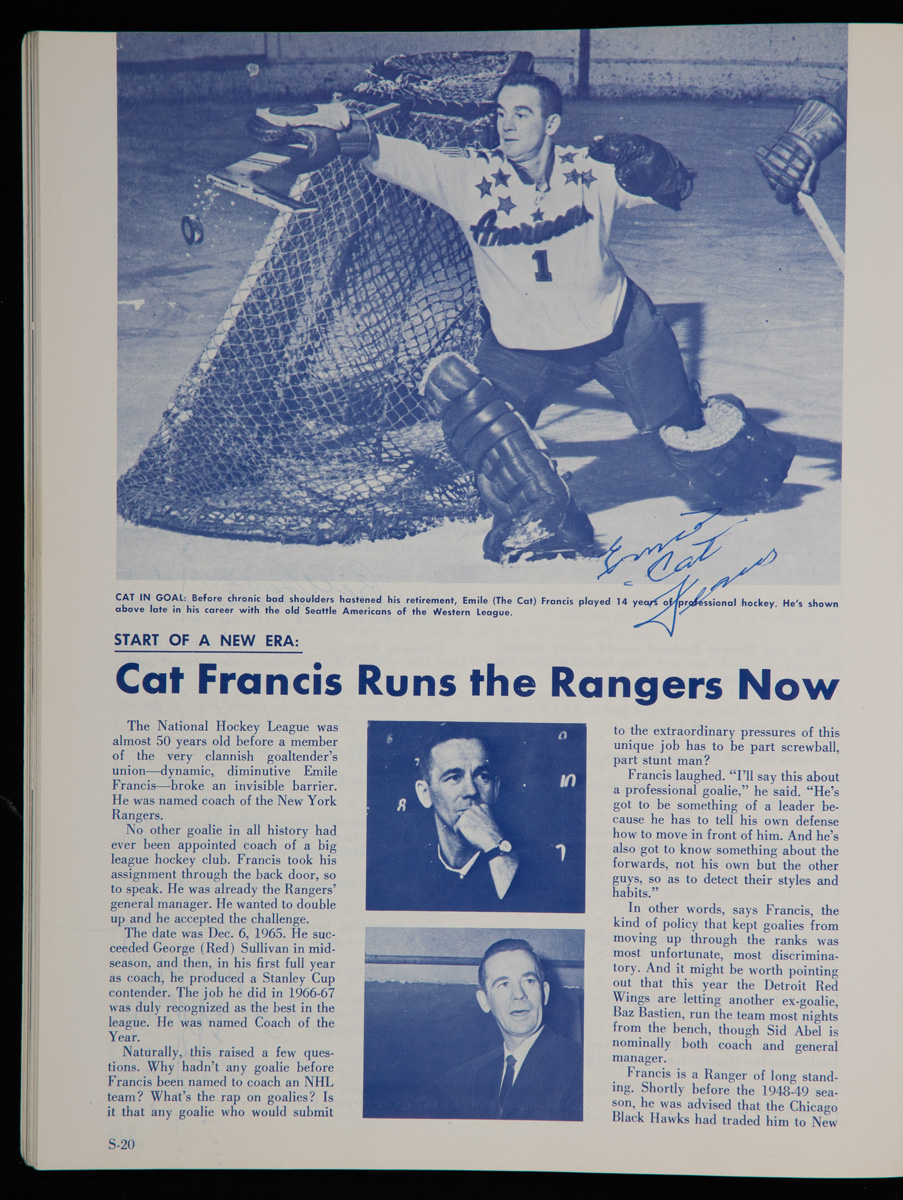 Americans
1
Emile
"Cat
Francis
CAT IN GOAL: Before chronic bad shoulders hastened his retirement, Emile (The Cat) Francis played 14 years of professional hockey. He's shown
above late in his career with the old Seattle Americans of the Western League.
START OF A NEW ERA:
Cat Francis Runs the Rangers Now
The National Hockey League was
almost 50 years old before a member
of the very clannish goaltender's
union—dynamic, diminutive Emile
Francis—broke an invisible barrier.
He was named coach of the New York
Rangers.
No other goalie in all history had
ever been appointed coach of a big
league hockey club. Francis took his
assignment through the back door, so
to speak. He was already the Rangers'
general manager. He wanted to double
up and he accepted the challenge.
The date was Dec. 6, 1965. He suc-
ceeded George (Red) Sullivan in mid-
season, and then, in his first full year
as coach, he produced a Stanley Cup
contender. The job he did in 1966-67
was duly recognized as the best in the
league. He was named Coach of the
Year.
Naturally, this raised a few ques-
tions. Why hadn't any goalie before
Francis been named to coach an NHL
team? What's the rap on goalies? Is
it that any goalie who would submit
to the extraordinary pressures of this
unique job has to be part screwball,
part stunt man?
Francis laughed. "I'll say this about
a professional goalie," he said. "He's
got to be something of a leader be-
cause he has to tell his own defense
how to move in front of him. And he's
also got to know something about the
forwards, not his own but the other
guys, so as to detect their styles and
habits."
In other words, says Francis, the
kind of policy that kept goalies from
moving up through the ranks was
most unfortunate, most discrimina-
tory. And it might be worth pointing
out that this year the Detroit Red
Wings are letting another ex-goalie,
Baz Bastien, run the team most nights
from the bench, though Sid Abel is
nominally both coach and general
manager.
Francis is a Ranger of long stand-
ing. Shortly before the 1948-49 sea-
son, he was advised that the Chicago
Black Hawks had traded him to New
S-20